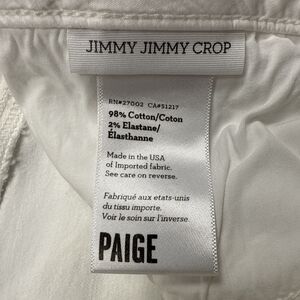 JIMMY JIMMY CROP
RN#27002 CA#51217
98% Cotton/Coton
2% Elastane/
Élasthanne
Made in the USA
of Imported fabric.
See care on reverse.
Fabriqué aux etats-unis
du tissu importe.
Voir le soin sur l'inverse.
PAIGE